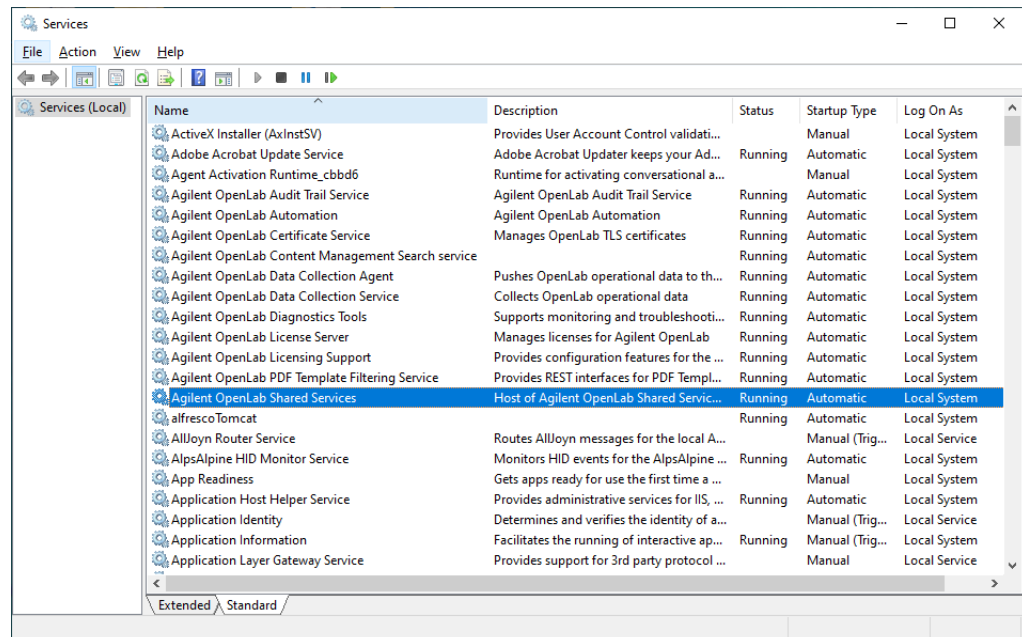 Services
File Action View Help
Services (Local)
Name Description Status Startup Type Log On As
ActiveX Installer (AxInstSV) Provides User Account Control validati... Manual Local System
Adobe Acrobat Update Service Adobe Acrobat Updater keeps your Ad... Running Automatic Local System
Agent Activation Runtime_cbbd6 Runtime for activating conversational a... Manual Local System
Agilent OpenLab Audit Trail Service Agilent OpenLab Audit Trail Service Running Automatic Local System
Agilent OpenLab Automation Agilent OpenLab Automation Running Automatic Local System
Agilent OpenLab Certificate Service Manages OpenLab TLS certificates Running Automatic Local System
Agilent OpenLab Content Management Search service Running Automatic Local System
Agilent OpenLab Data Collection Agent Pushes OpenLab operational data to th... Running Automatic Local System
Agilent OpenLab Data Collection Service Collects OpenLab operational data Running Automatic Local System
Agilent OpenLab Diagnostics Tools Supports monitoring and troubleshooti... Running Automatic Local System
Agilent OpenLab License Server Manages licenses for Agilent OpenLab Running Automatic Local System
Agilent OpenLab Licensing Support Provides configuration features for the ... Running Automatic Local System
Agilent OpenLab PDF Template Filtering Service Provides REST interfaces for PDF Templ... Running Automatic Local System
Agilent OpenLab Shared Services Host of Agilent OpenLab Shared Servic... Running Automatic Local System
alfrescoTomcat Running Automatic Local System
AllJoyn Router Service Routes AllJoyn messages for the local A... Manual (Trig... Local Service
AlpsAlpine HID Monitor Service Monitors HID events for the AlpsAlpine ... Running Automatic Local System
App Readiness Gets apps ready for use the first time a ... Manual Local System
Application Host Helper Service Provides administrative services for IIS, ... Running Automatic Local System
Application Identity Determines and verifies the identity of a... Manual (Trig... Local Service
Application Information Facilitates the running of interactive ap... Running Manual (Trig... Local System
Application Layer Gateway Service Provides support for 3rd party protocol ... Manual Local Service
Extended Standard